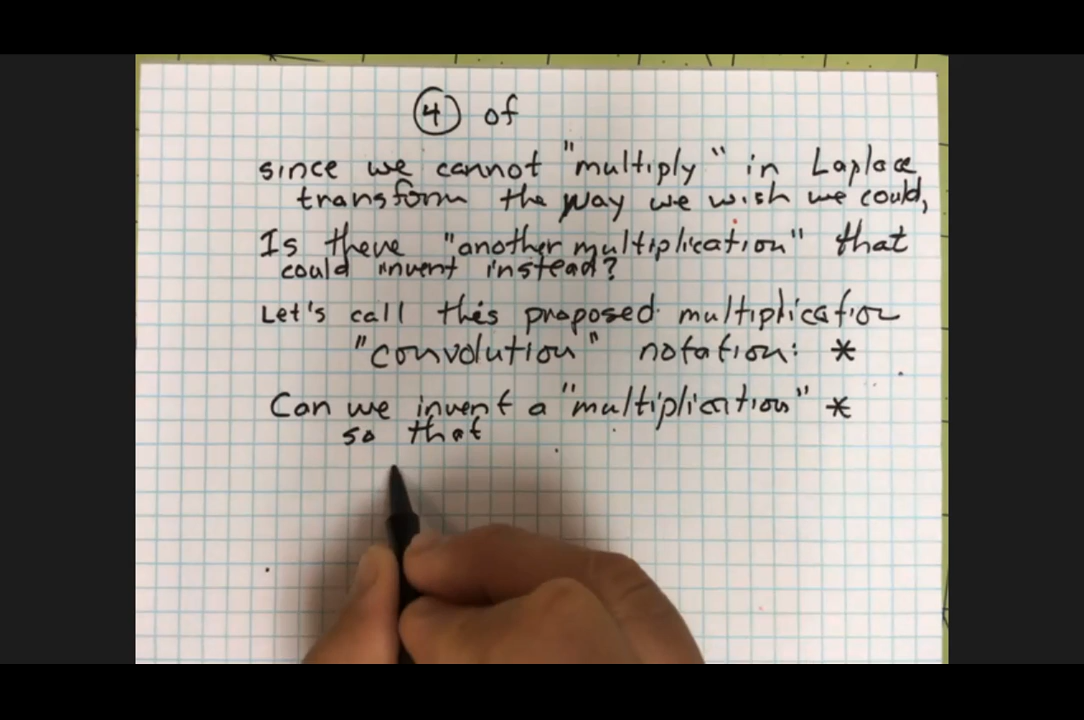 4 of
since we cannot "multiply" in Laplace
transform the way we wish we could,
Is there "another multiplication" that
could invent instead?
Let's call this proposed multiplication
"convolution" notation: *
Can we invent a "multiplication" *
so that